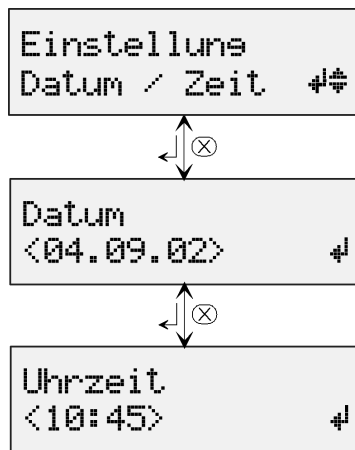 Einstellung
Datum / Zeit
Datum
<04.09.02>
Uhrzeit
<10:45>